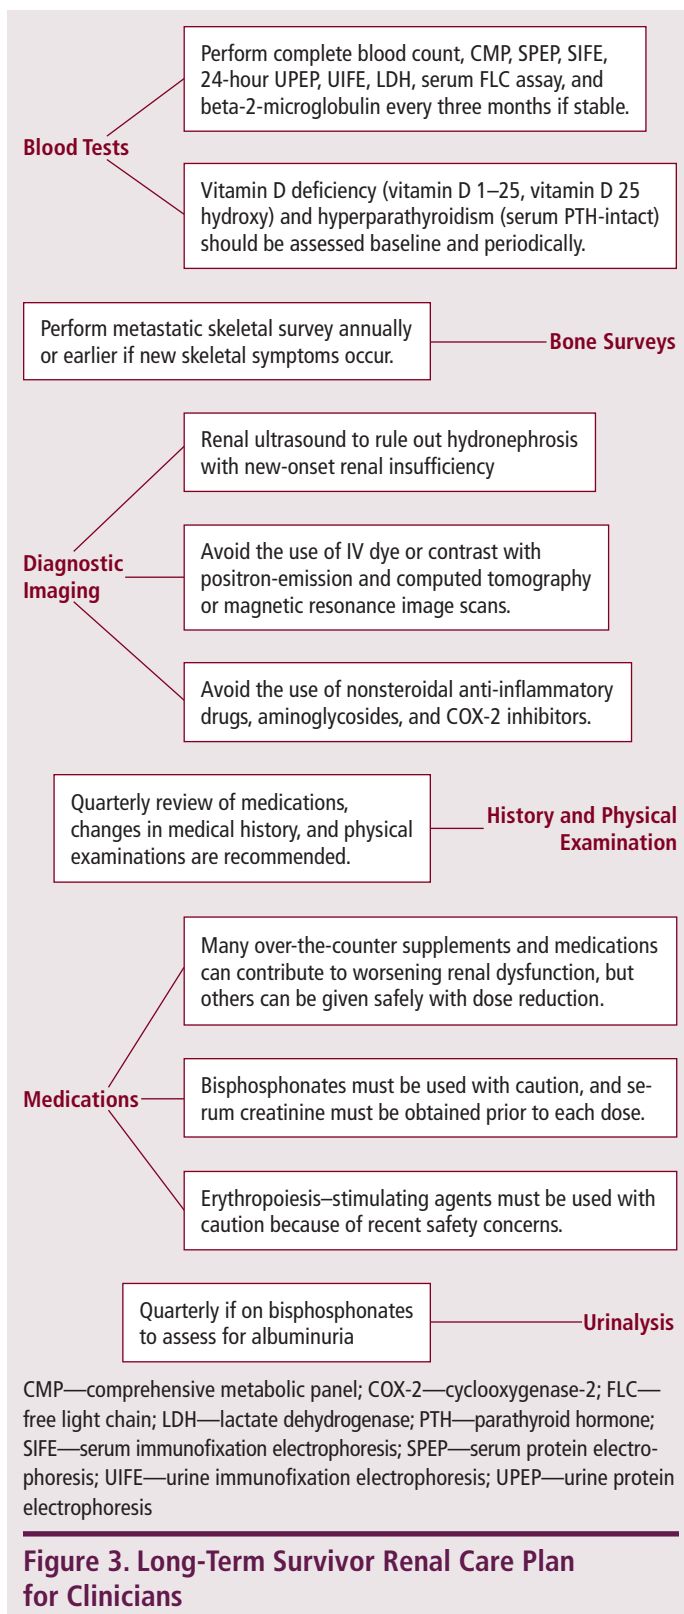 Perform complete blood count, CMP, SPEP, SIFE,
24-hour UPEP, UIFE, LDH, serum FLC assay, and
beta-2-microglobulin every three months if stable.
Blood Tests
Vitamin D deficiency (vitamin D 1–25, vitamin D 25
hydroxy) and hyperparathyroidism (serum PTH-intact)
should be assessed baseline and periodically.
Perform metastatic skeletal survey annually
or earlier if new skeletal symptoms occur.
Bone Surveys
Renal ultrasound to rule out hydronephrosis
with new-onset renal insufficiency
Diagnostic
Imaging
Avoid the use of IV dye or contrast with
positron-emission and computed tomography
or magnetic resonance image scans.
Avoid the use of nonsteroidal anti-inflammatory
drugs, aminoglycosides, and COX-2 inhibitors.
Quarterly review of medications,
changes in medical history, and physical
examinations are recommended.
History and Physical
Examination
Many over-the-counter supplements and medications
can contribute to worsening renal dysfunction, but
others can be given safely with dose reduction.
Medications
Bisphosphonates must be used with caution, and se-
rum creatinine must be obtained prior to each dose.
Erythropoiesis–stimulating agents must be used with
caution because of recent safety concerns.
Quarterly if on bisphosphonates
to assess for albuminuria
Urinalysis
CMP—comprehensive metabolic panel; COX-2—cyclooxygenase-2; FLC—
free light chain; LDH—lactate dehydrogenase; PTH—parathyroid hormone;
SIFE—serum immunofixation electrophoresis; SPEP—serum protein electro-
phoresis; UIFE—urine immunofixation electrophoresis; UPEP—urine protein
electrophoresis
Figure 3. Long-Term Survivor Renal Care Plan
for Clinicians